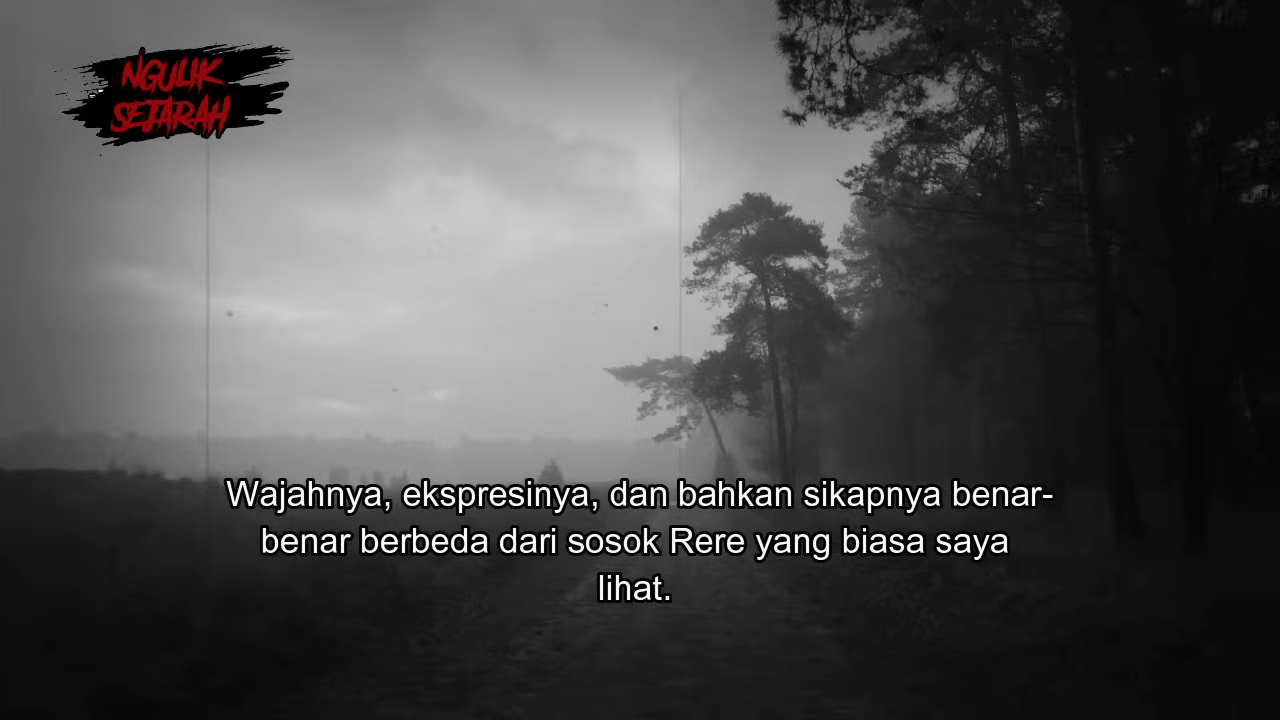 NGULIK
SEJARAH
Wajahnya, ekspresinya, dan bahkan sikapnya benar-
benar berbeda dari sosok Rere yang biasa saya
lihat.